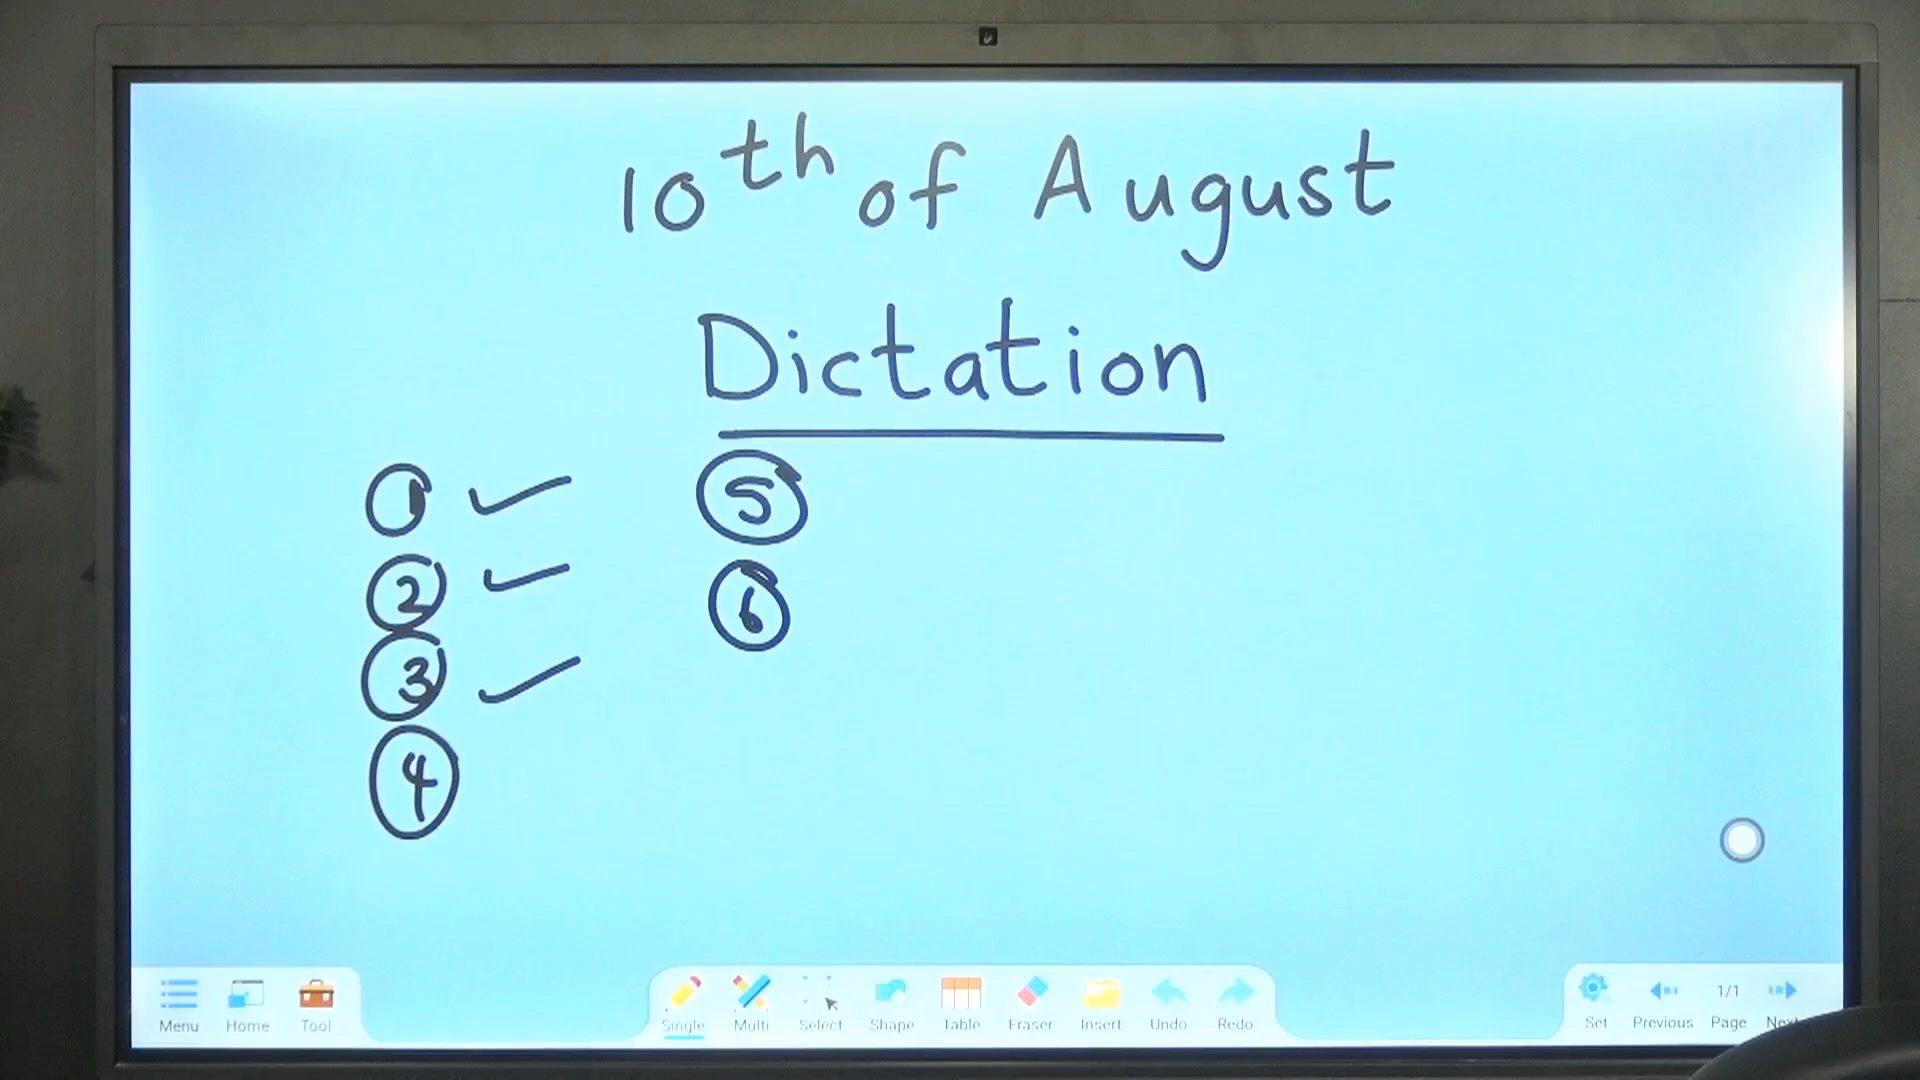 10th of August
Dictation
① ✓ ⑤
② ✓ ⑥
③ ✓
④
Menu Home Tool Single Multi Select Shape Table Eraser Insert Undo Redo Set Previous 1/1 Page